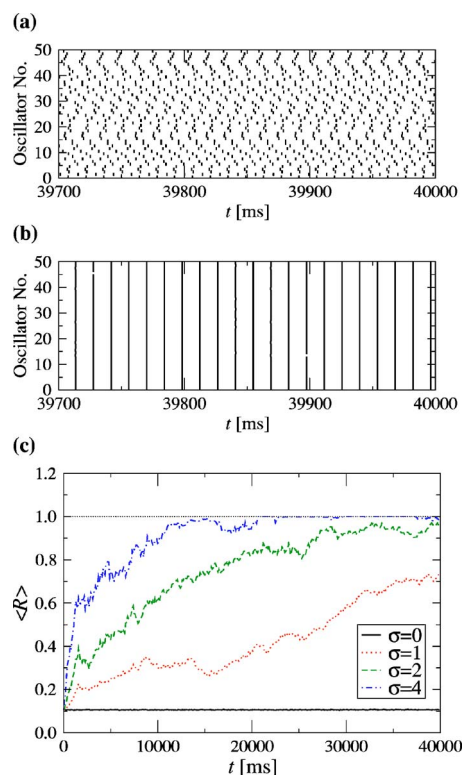 (a)
50
40
30
20
10
0
Oscillator No.
39700 39800 39900 40000
t [ms]
(b)
50
40
30
20
10
0
Oscillator No.
39700 39800 39900 40000
t [ms]
(c)
1.2
1.0
0.8
0.6
0.4
0.2
0.0
<R>
σ=0
σ=1
σ=2
σ=4
0 10000 20000 30000 40000
t [ms]